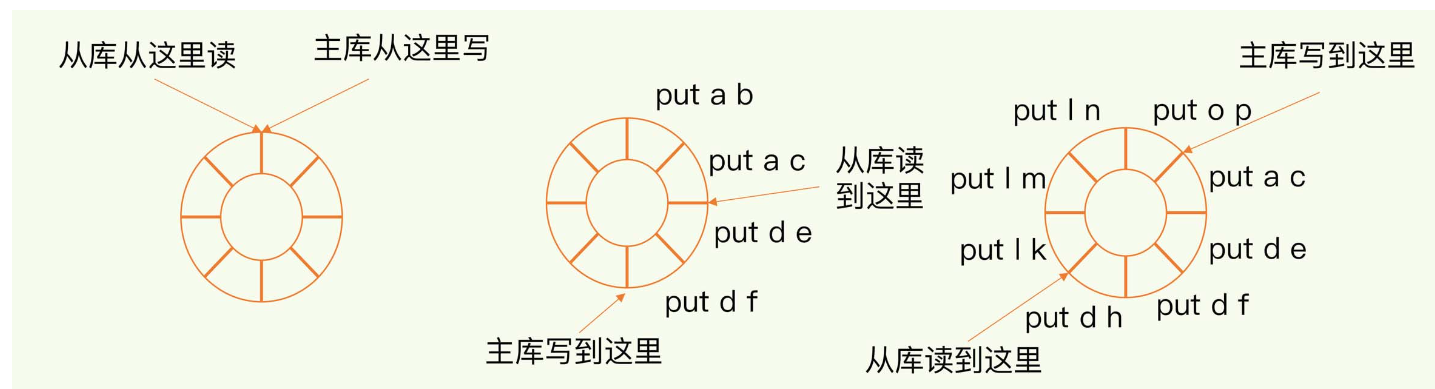 从库从这里读
主库从这里写
put a b
put a c
从库读
到这里
put d e
put d f
主库写到这里
主库写到这里
put l n
put o p
put l m
put a c
put l k
put d e
put d h
put d f
从库读到这里